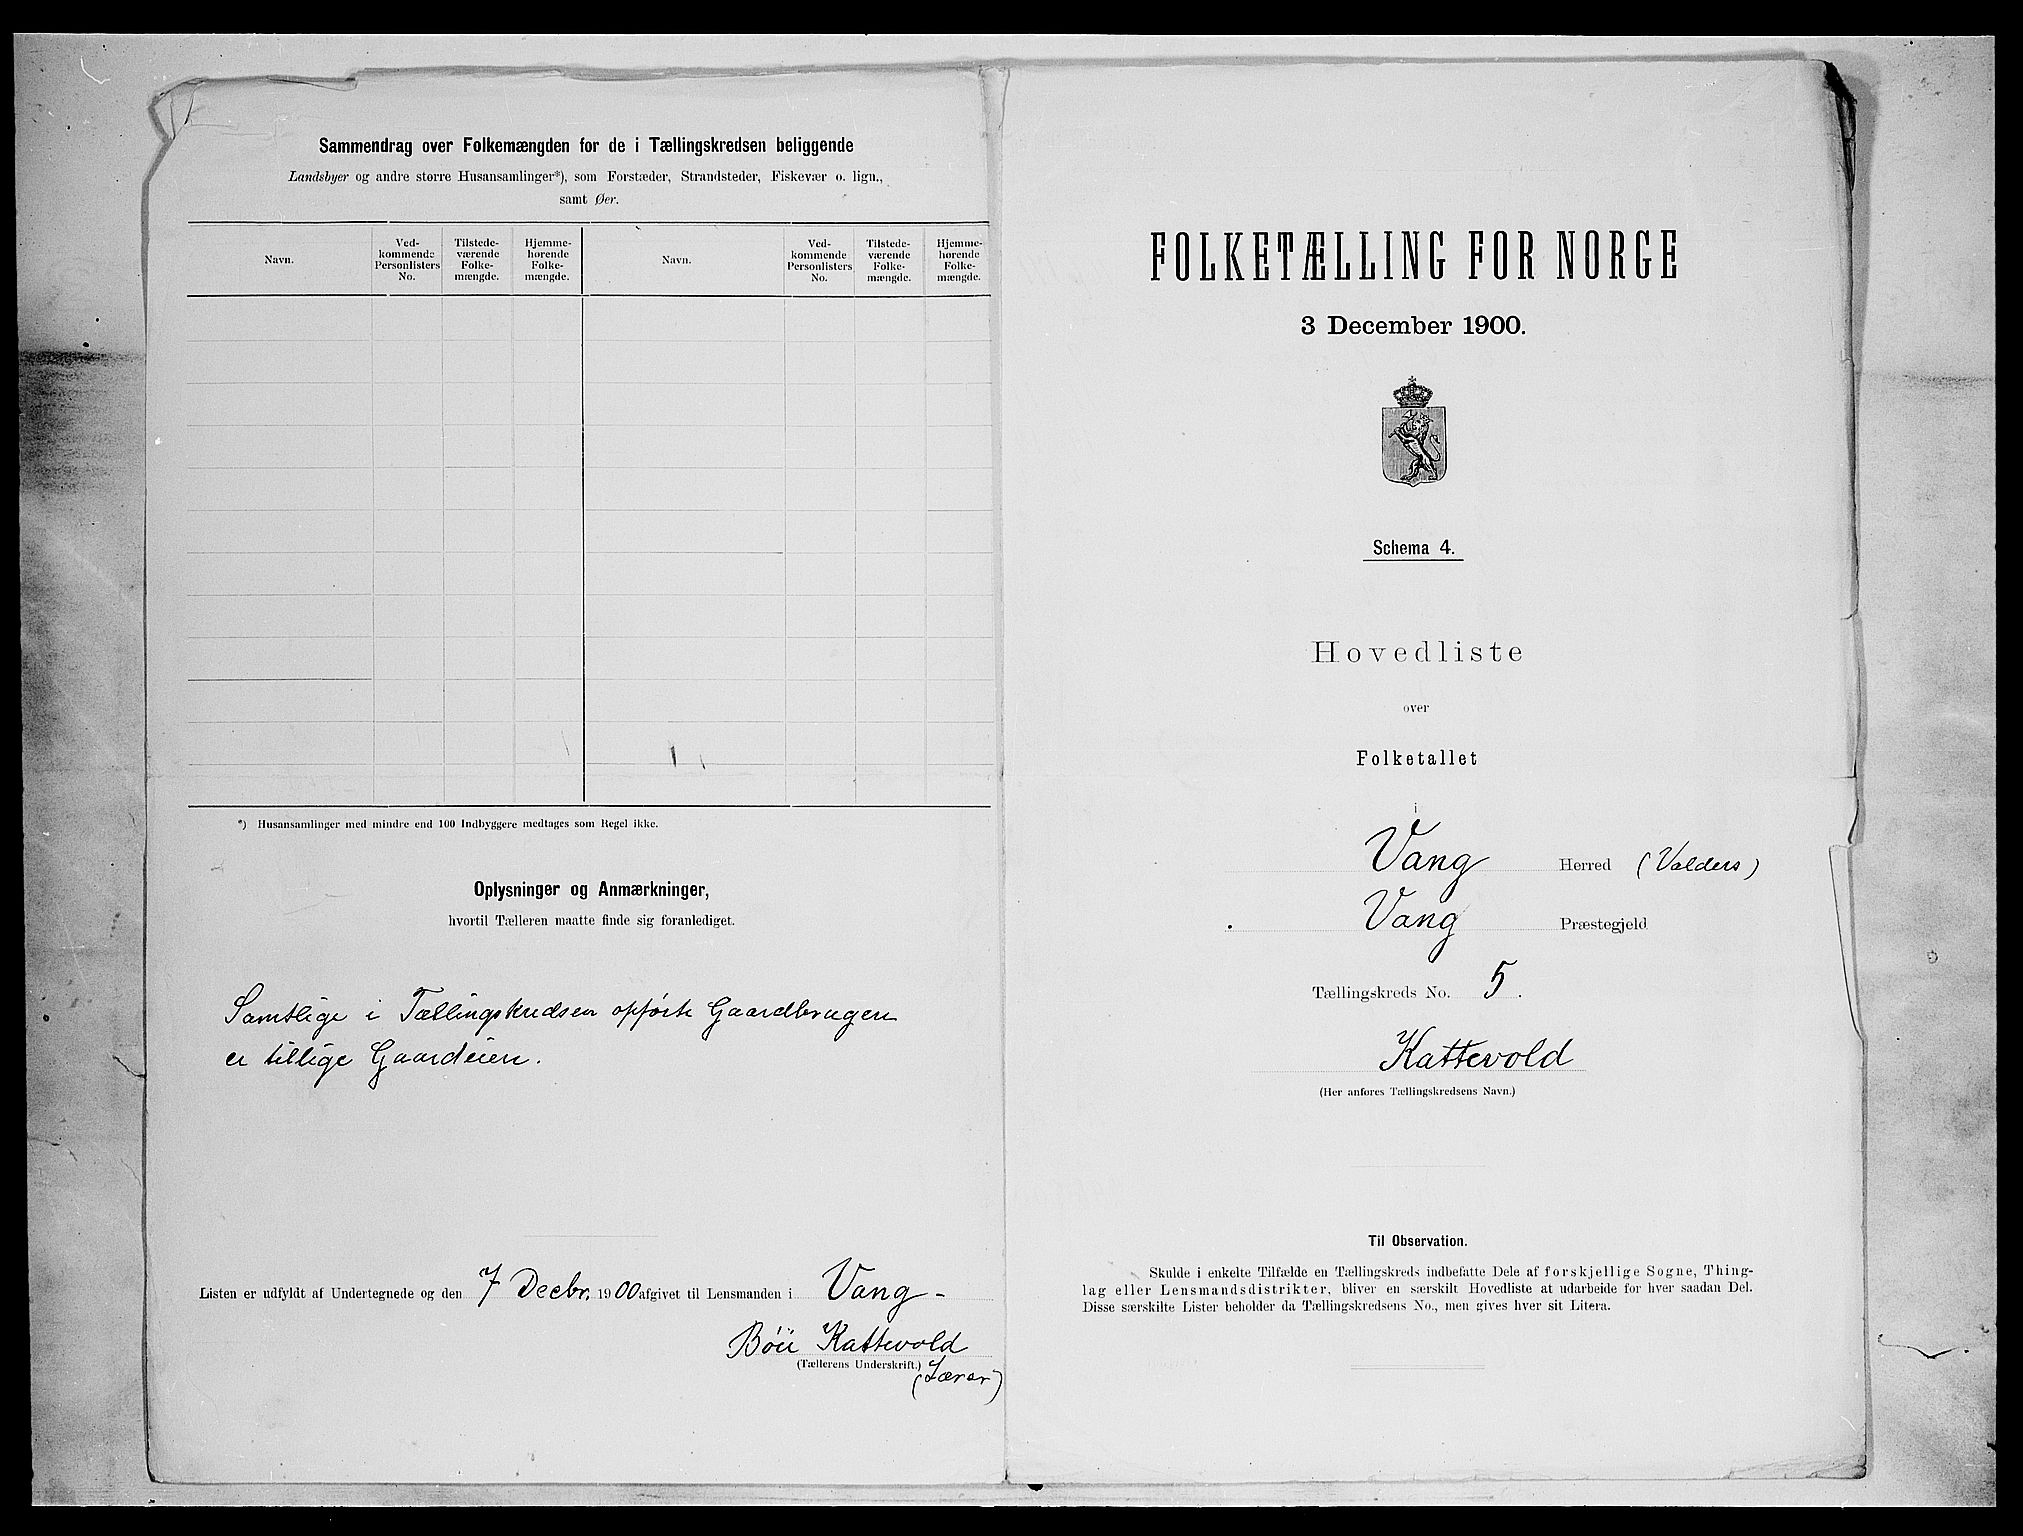 Sammendrag over Folkemængden for de i Tællingskredsen beliggende
Landsbyer og andre større Husansamlinger*), som Forstæder, Strandsteder, Fiskevær o. lign.,
samt Øer.
Navn.
Ved-
kommende
Personlisters
No.
Tilstede-
værende
Folke-
mængde.
Hjemme-
hørende
Folke-
mængde.
Navn.
Ved-
kommende
Personlisters
No.
Tilstede-
værende
Folke-
mængde.
Hjemme-
hørende
Folke-
mængde.
*) Husansamlinger med mindre end 100 Indbyggere medtages som Regel ikke.
Oplysninger og Anmærkninger,
hvortil Tælleren maatte finde sig foranlediget.
Samtlige i Tællingskredsen opførte Gaardbrugere
er tillige Gaardeiere.
Listen er udfyldt af Undertegnede og den 7 Decbr. 1900 afgivet til Lensmanden i Vang -
Bøie Kattevold
(Tællerens Underskrift.)
(Lærer)
FOLKETÆLLING FOR NORGE
3 December 1900.
Schema 4.
Hovedliste
over
Folketallet
i
Vang Herred (Valders)
Vang Præstegjeld
Tællingskreds No. 5.
Kattevold
(Her anføres Tællingskredsens Navn.)
Til Observation.
Skulde i enkelte Tilfælde en Tællingskreds indbefatte Dele af forskjellige Sogne, Thing-
lag eller Lensmandsdistrikter, bliver en særskilt Hovedliste at udarbeide for hver saadan Del.
Disse særskilte Lister beholder da Tællingskredsens No., men gives hver sit Litera.